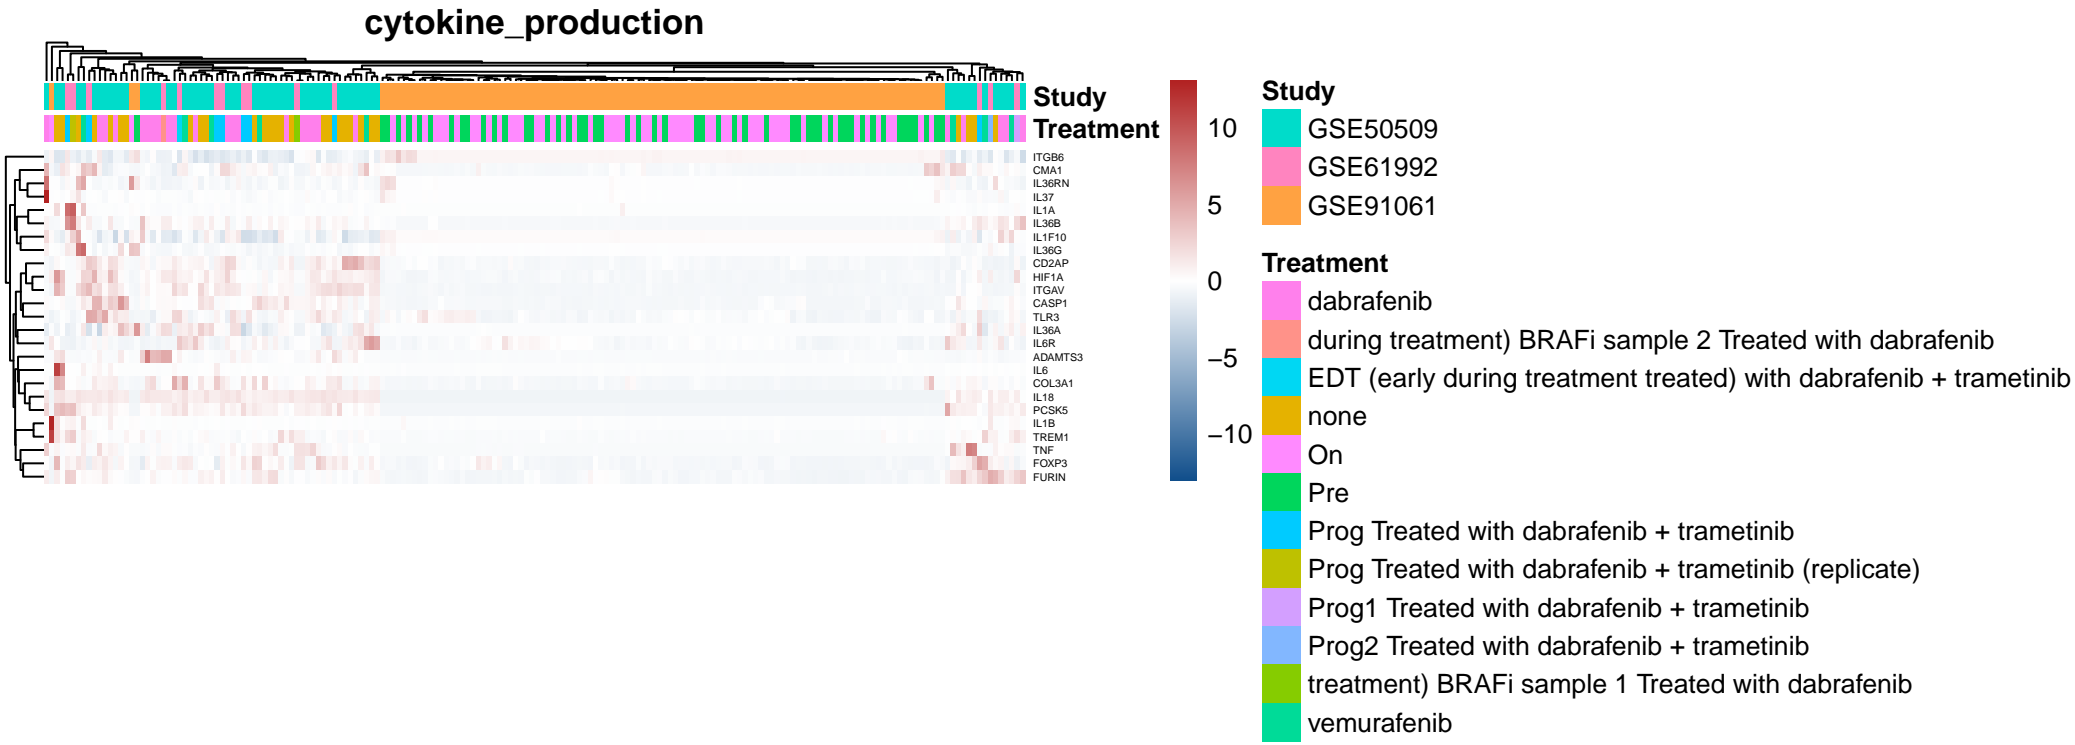 cytokine_production
Study
Treatment
ITGB6
CMA1
IL36RN
IL37
IL1A
IL36B
IL1F10
IL36G
CD2AP
HIF1A
ITGAV
CASP1
TLR3
IL36A
IL6R
ADAMTS3
IL6
COL3A1
IL18
PCSK5
IL1B
TREM1
TNF
FOXP3
FURIN
10
5
0
−5
−10
Study
GSE50509
GSE61992
GSE91061
Treatment
dabrafenib
during treatment) BRAFi sample 2 Treated with dabrafenib
EDT (early during treatment treated) with dabrafenib + trametinib
none
On
Pre
Prog Treated with dabrafenib + trametinib
Prog Treated with dabrafenib + trametinib (replicate)
Prog1 Treated with dabrafenib + trametinib
Prog2 Treated with dabrafenib + trametinib
treatment) BRAFi sample 1 Treated with dabrafenib
vemurafenib